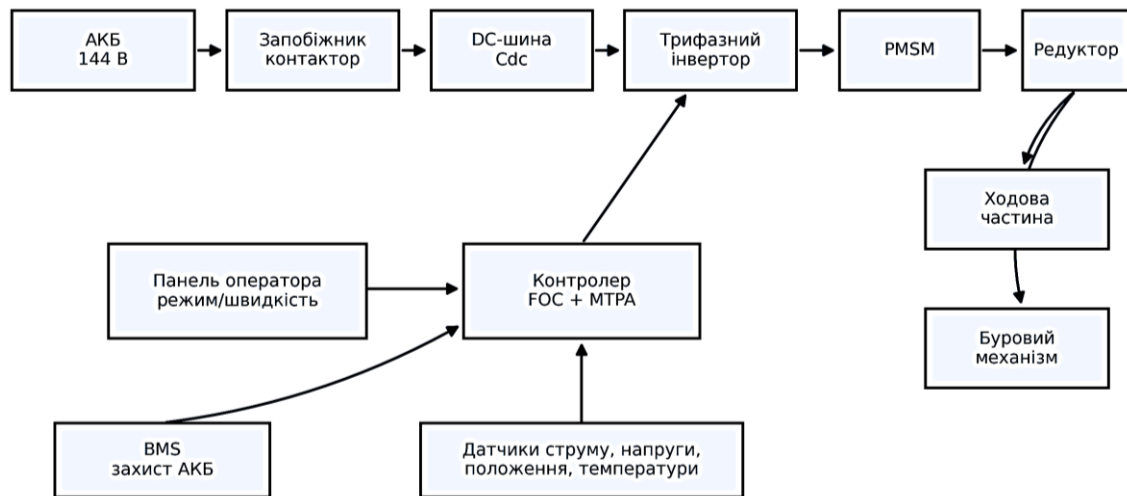 АКБ
144 В
Запобіжник
контактор
DC-шина
Cdc
Трифазний
інвертор
PMSM
Редуктор
Ходова
частина
Панель оператора
режим/швидкість
Контролер
FOC + MTPA
Буровий
механізм
BMS
захист АКБ
Датчики струму, напруги,
положення, температури